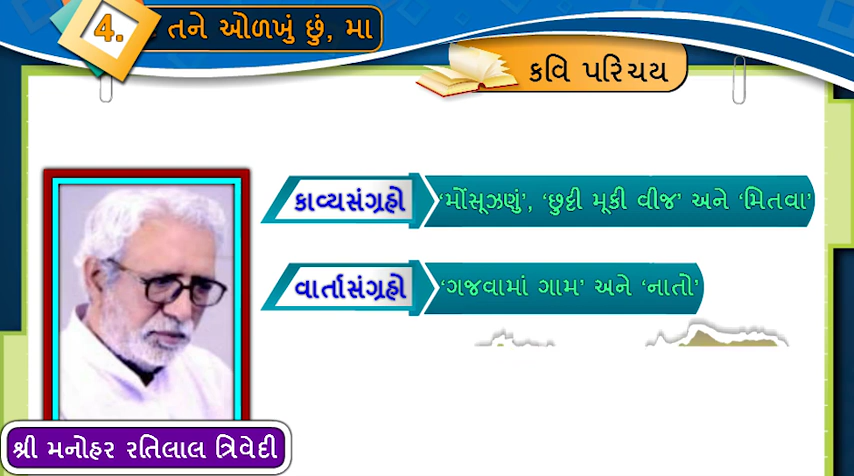 4. તને ઓળખું છું, મા
કવિ પરિચય
કાવ્યસંગ્રહો ‘મોંસૂઝણું’, ‘છુટ્ટી મૂકી વીજ’ અને ‘મિતવા’
વાર્તાસંગ્રહો ‘ગજવામાં ગામ’ અને ‘નાતો’
શ્રી મનોહર રતિલાલ ત્રિવેદી